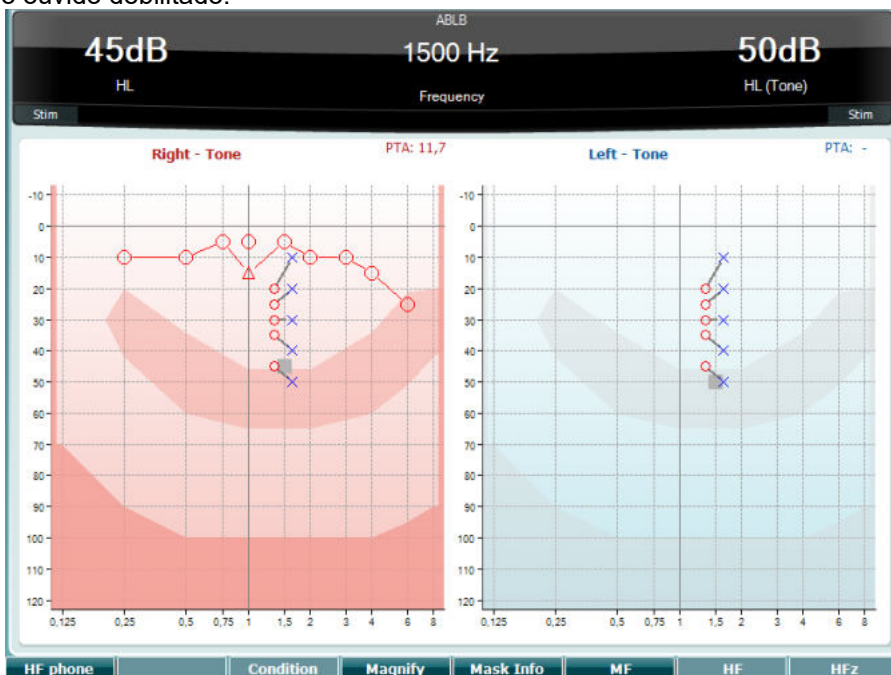 o ouvido debilitado.
ABLB
45dB 1500 Hz 50dB
HL Frequency HL (Tone)
Stim Stim
Right - Tone PTA: 11,7 Left - Tone PTA: -
-10 -10
0 0
10 10
20 20
30 30
40 40
50 50
60 60
70 70
80 80
90 90
100 100
110 110
120 120
0,125 0,25 0,5 0,75 1 1,5 2 3 4 6 8 0,125 0,25 0,5 0,75 1 1,5 2 3 4 6 8
HF phone Condition Magnify Mask Info MF HF HFz